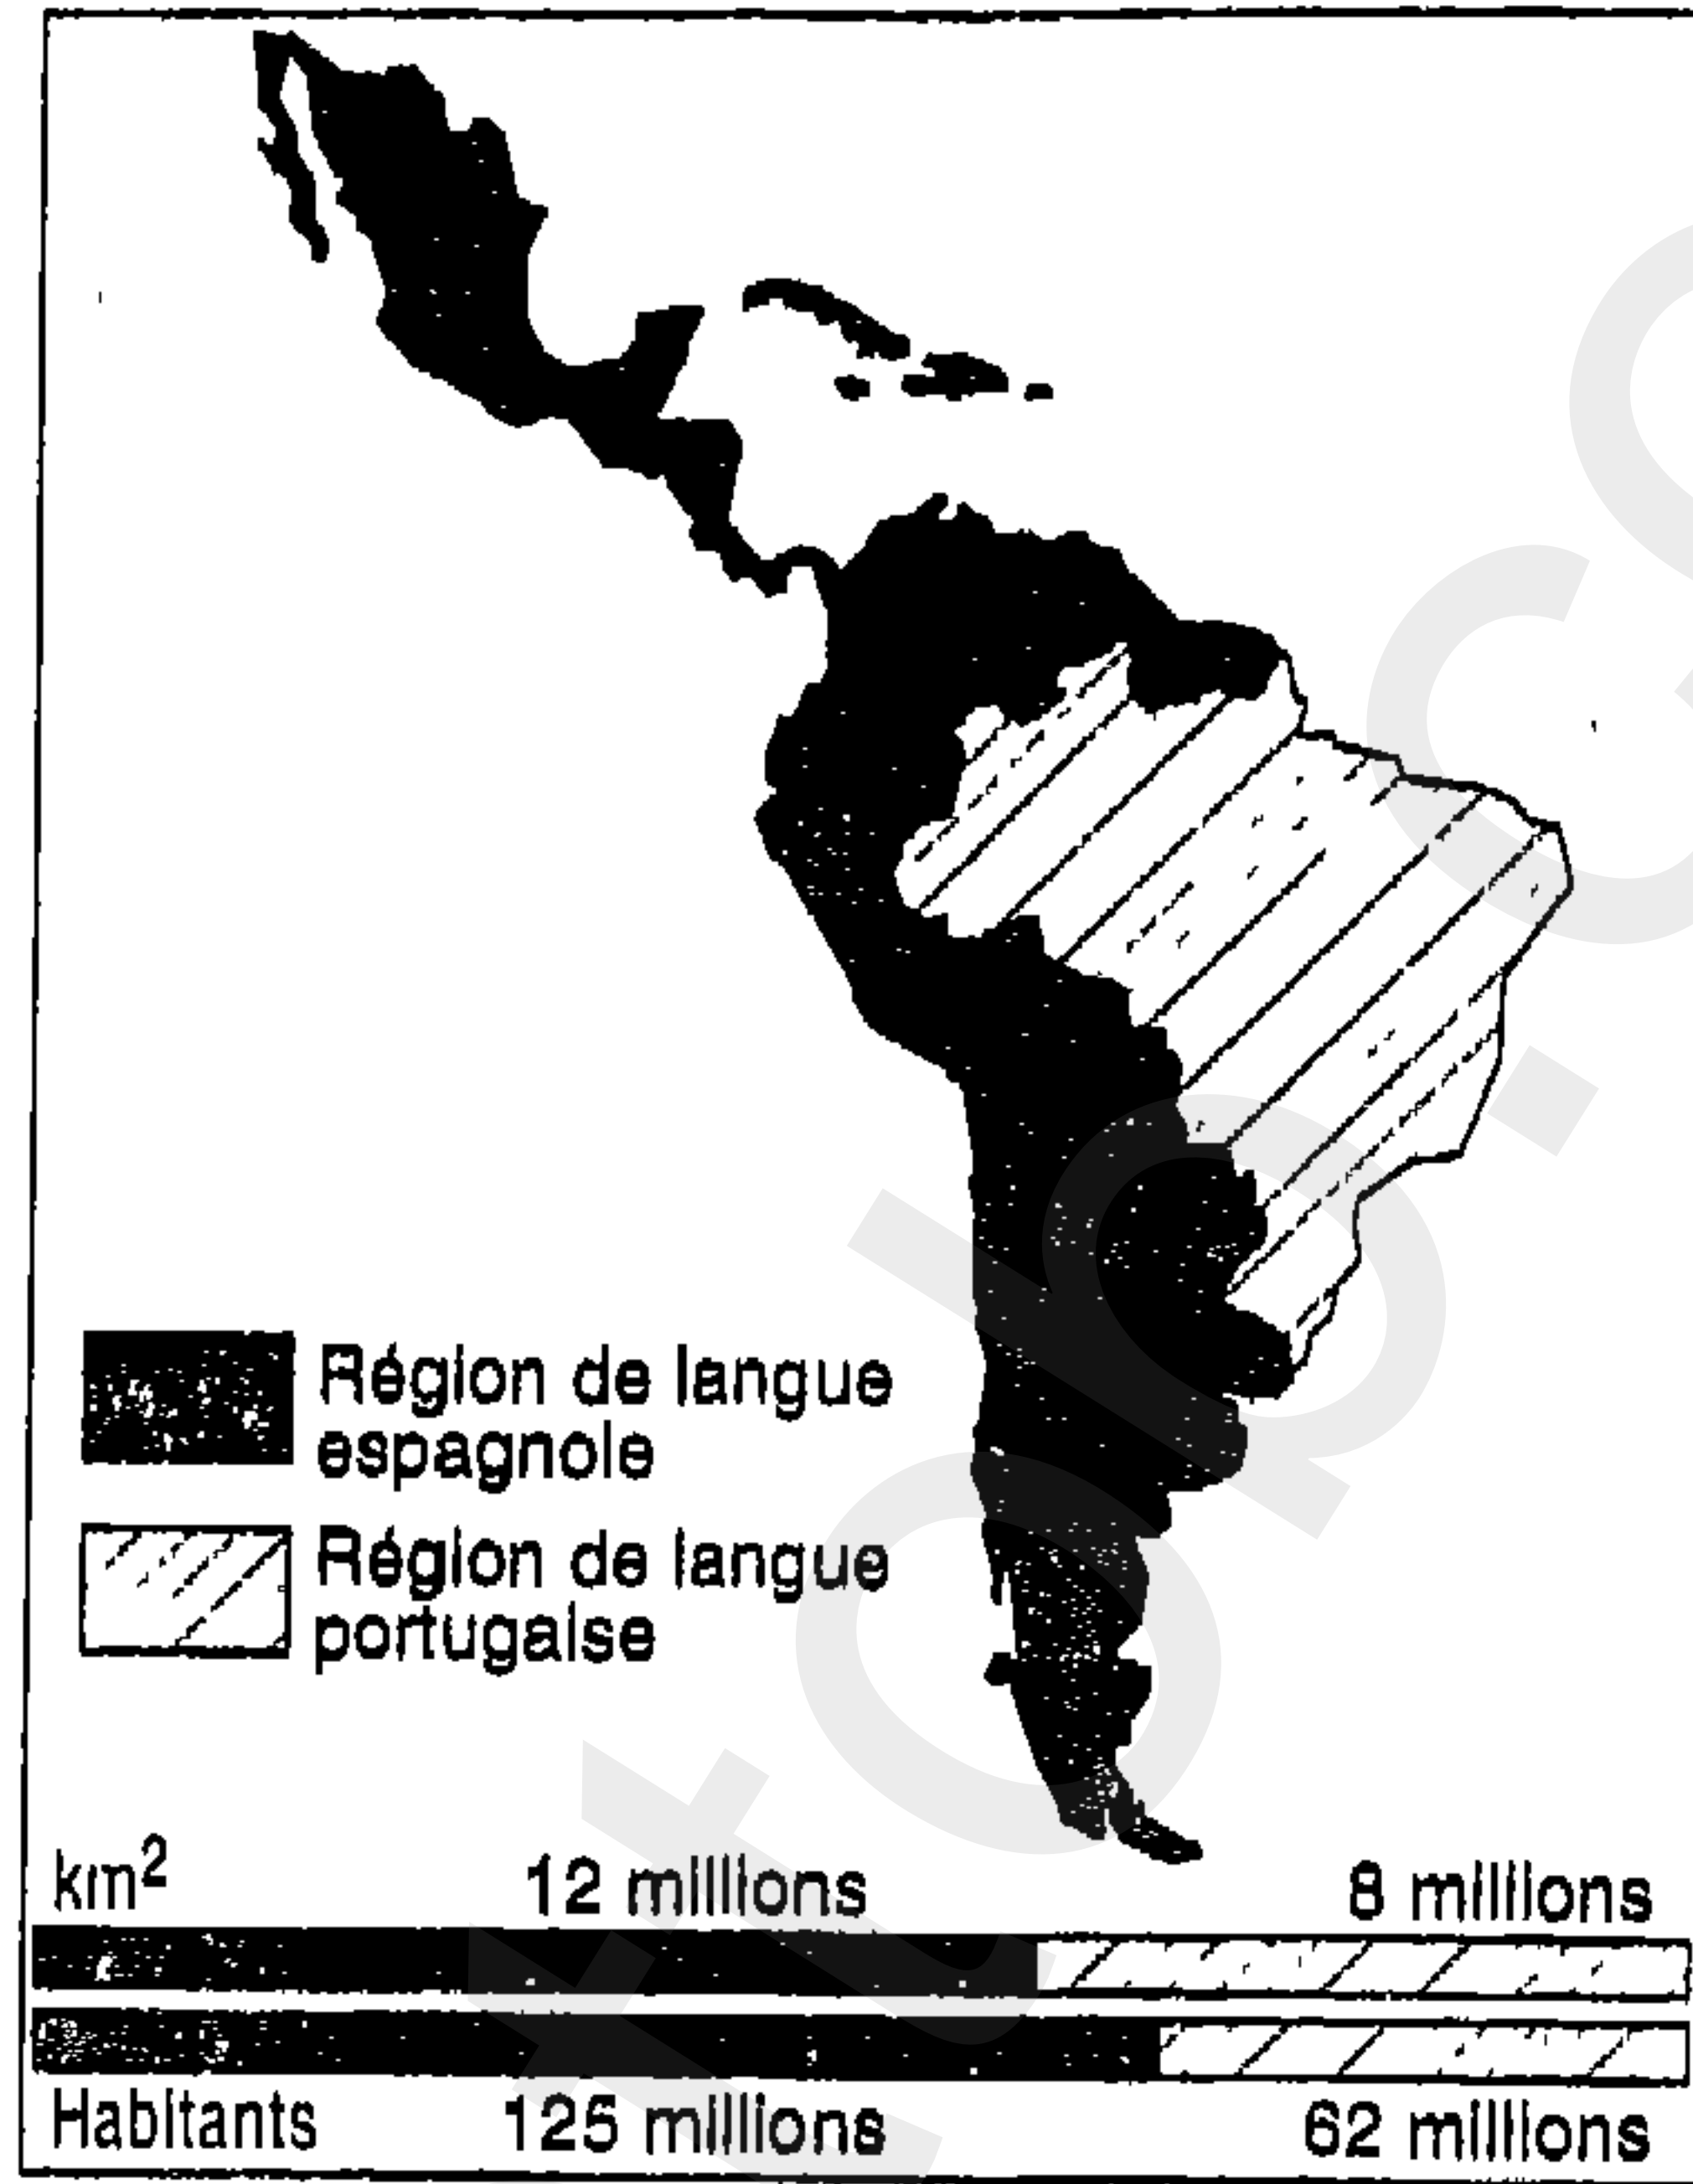 Région de langue
espagnole
Région de langue
portugaise
km²
12 millions
8 millions
Habitants
125 millions
62 millions